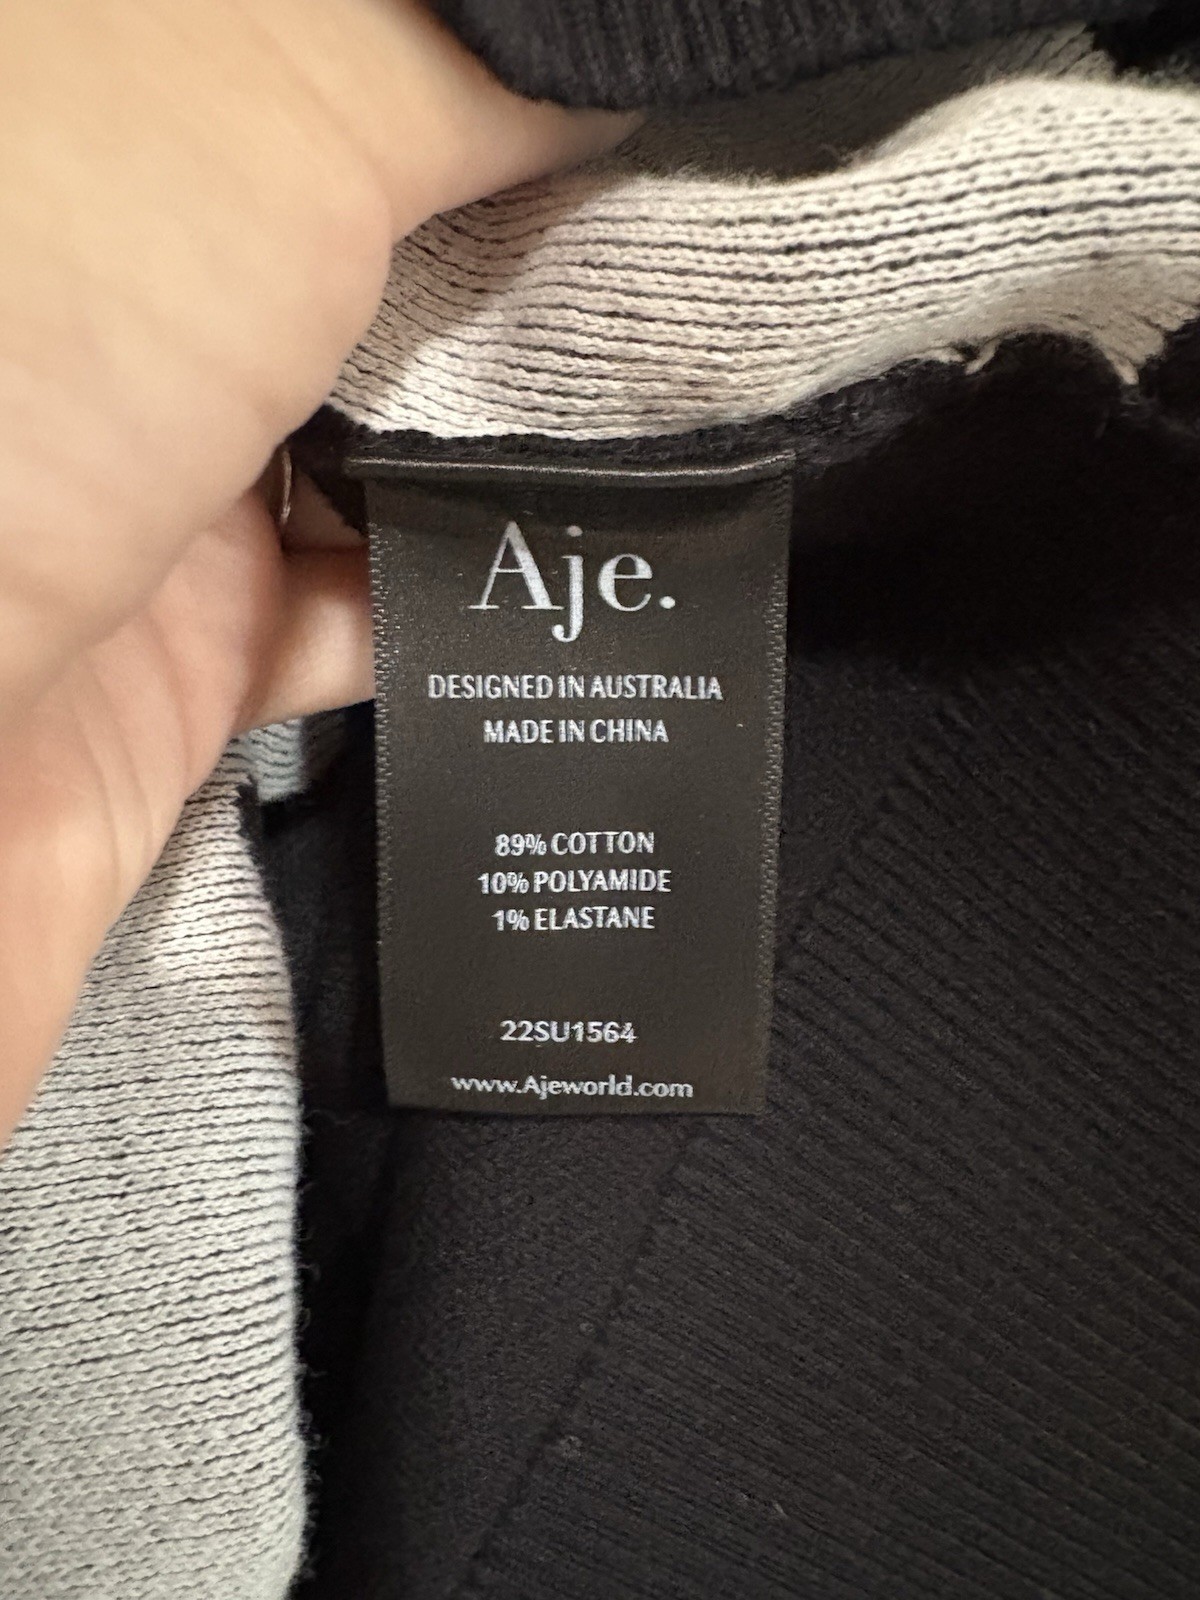 Aje.
DESIGNED IN AUSTRALIA
MADE IN CHINA
89% COTTON
10% POLYAMIDE
1% ELASTANE
22SU1564
www.Ajeworld.com